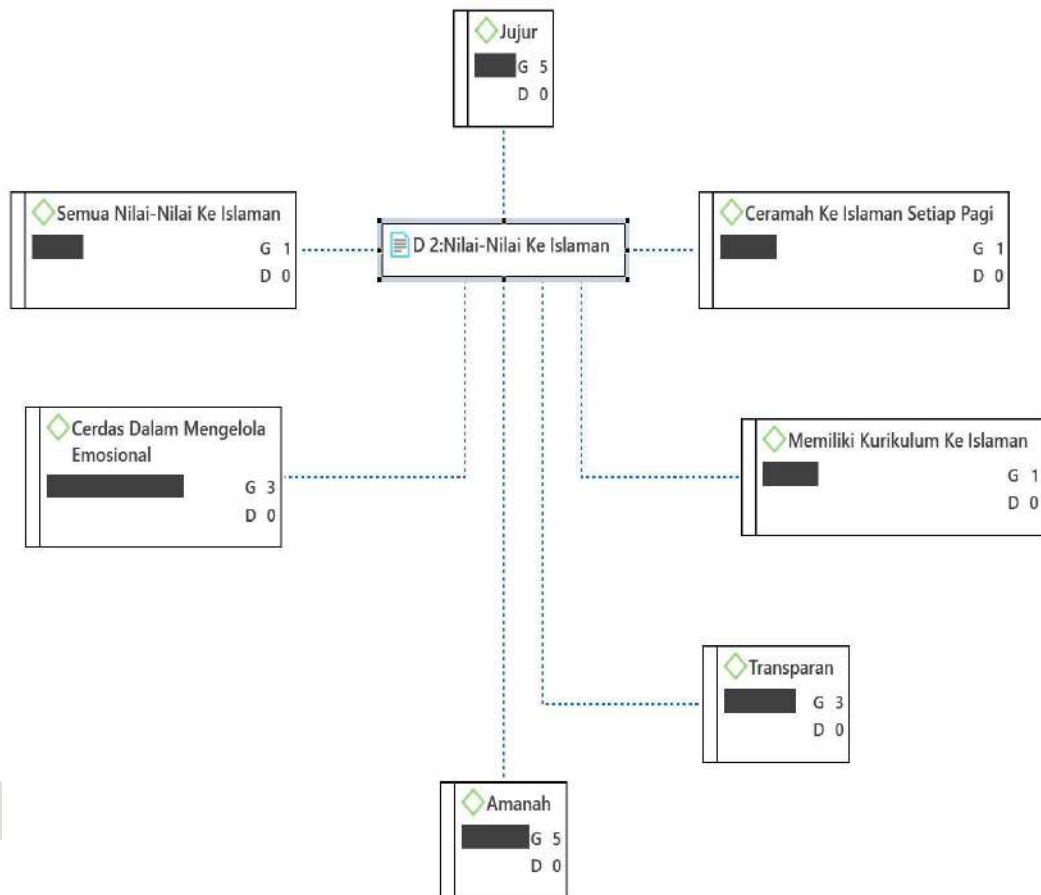 Jujur
G 5
D 0
Semua Nilai-Nilai Ke Islaman
G 1
D 0
D 2:Nilai-Nilai Ke Islaman
Ceramah Ke Islaman Setiap Pagi
G 1
D 0
Cerdas Dalam Mengelola
Emosional
G 3
D 0
Memiliki Kurikulum Ke Islaman
G 1
D 0
Transparan
G 3
D 0
Amanah
G 5
D 0